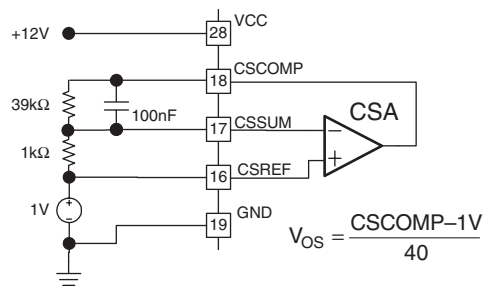 VCC
+12V
28
CSCOMP
18
39kΩ
100nF
CSA
CSSUM
17
−
1kΩ
+
CSREF
16
1V
+
−
GND
19
VOS = CSCOMP–1V
40